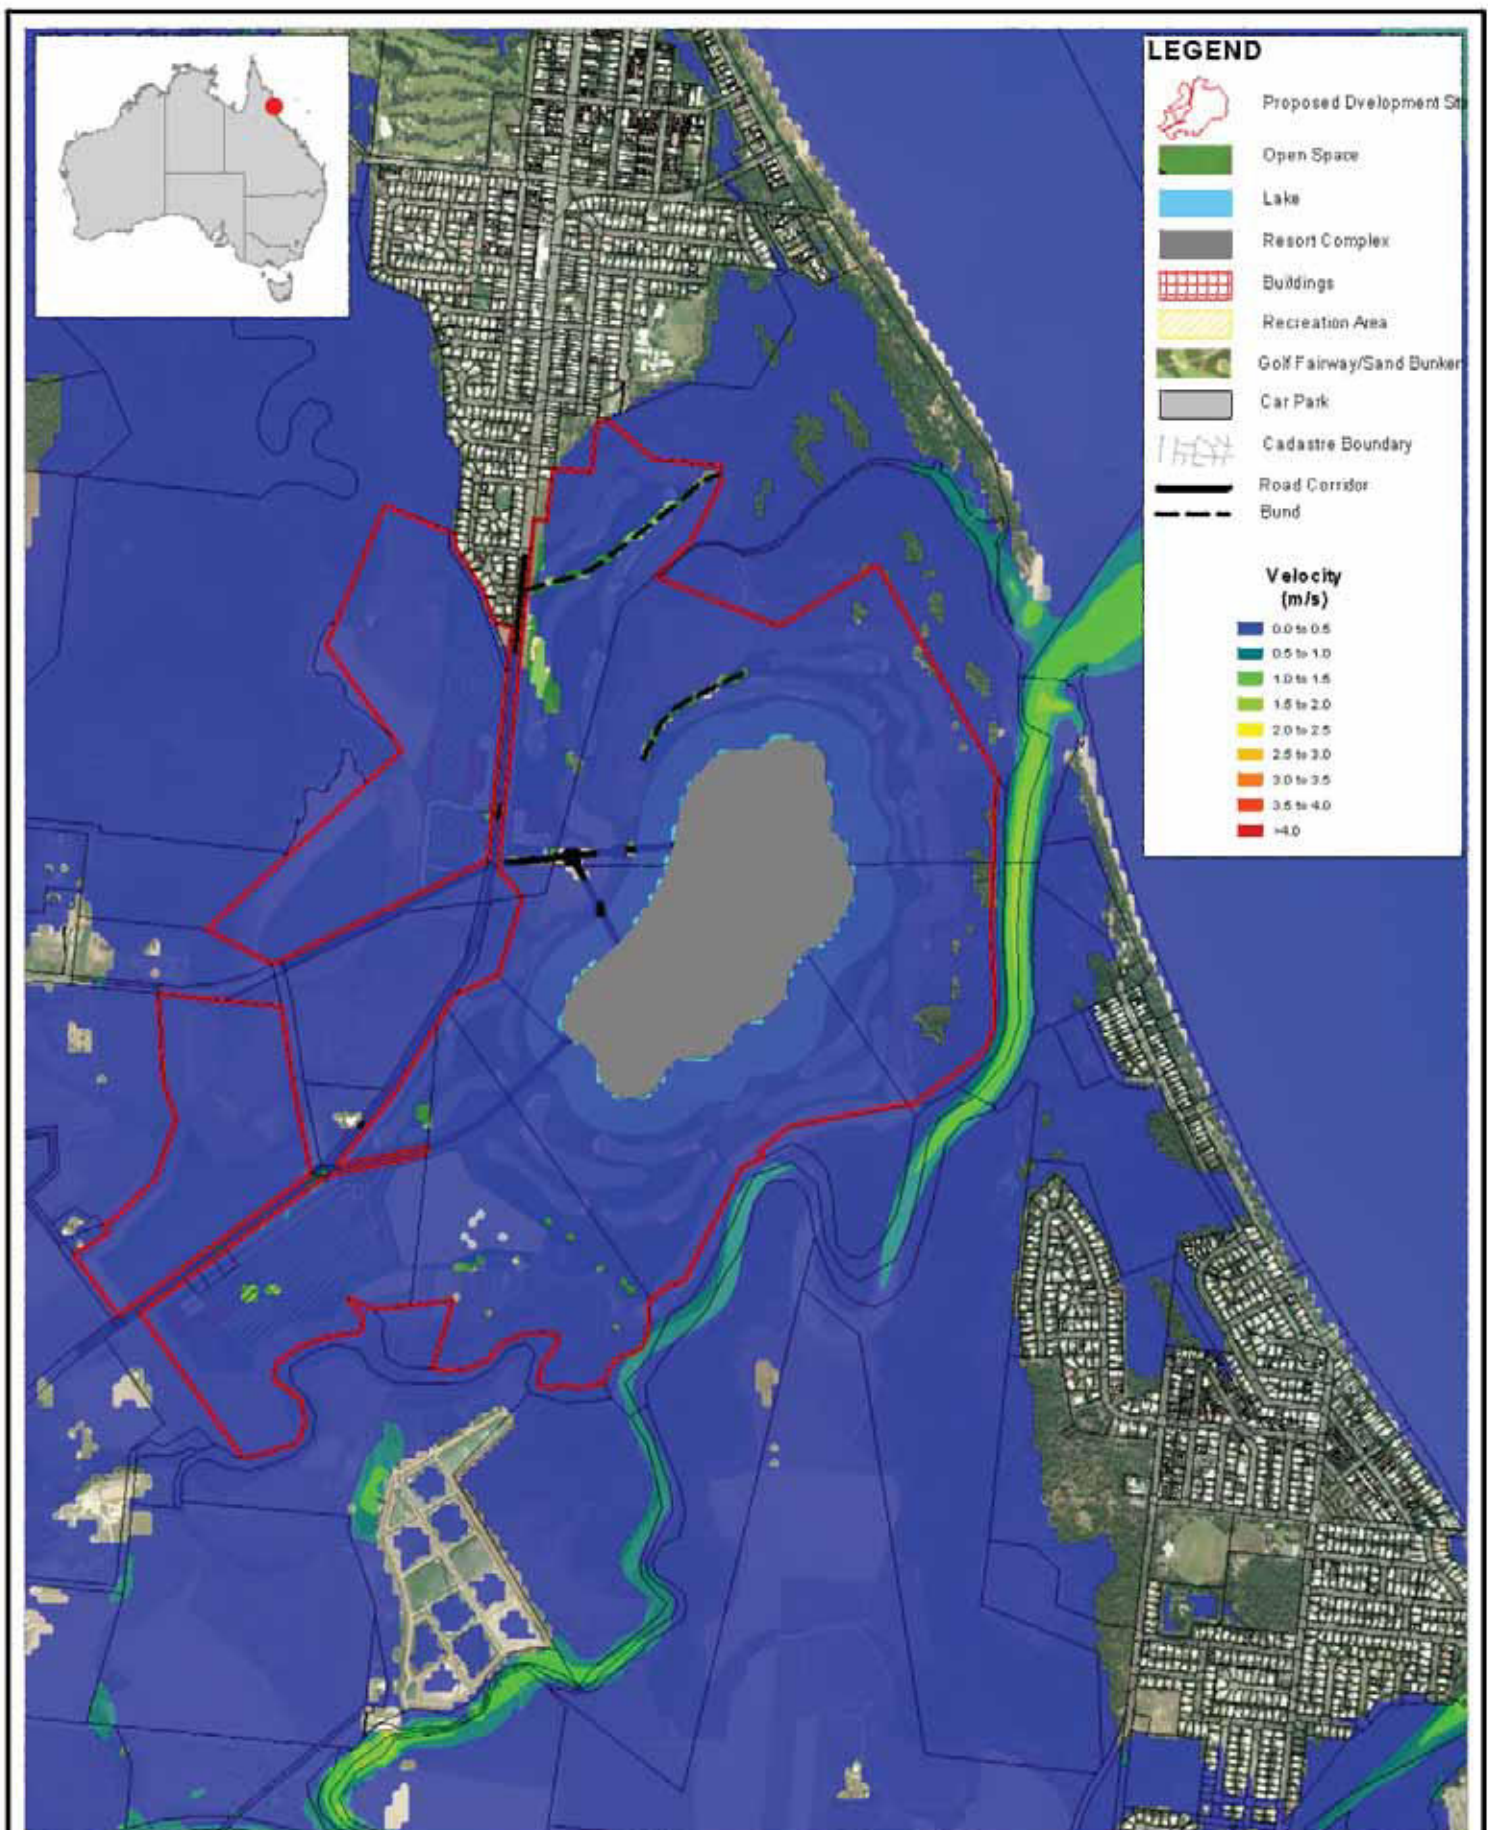 LEGEND
Proposed Dvelopment Site
Open Space
Lake
Resort Complex
Buildings
Recreation Area
Golf Fairway/Sand Bunker
Car Park
Cadastre Boundary
Road Corridor
Bund
Velocity
(m/s)
0.0 to 0.5
0.5 to 1.0
1.0 to 1.5
1.5 to 2.0
2.0 to 2.5
2.5 to 3.0
3.0 to 3.5
3.5 to 4.0
>4.0